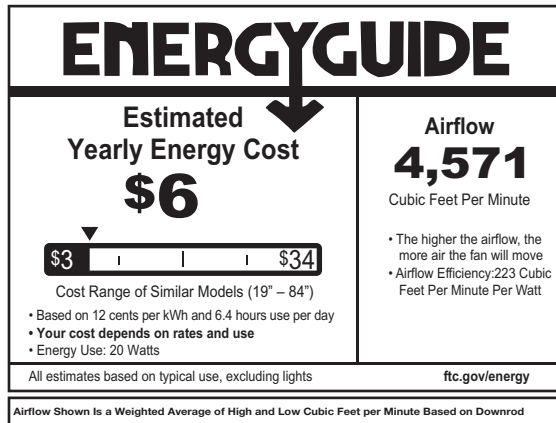 ENERGYGUIDE
Estimated
Yearly Energy Cost
$6
$3
$34
Cost Range of Similar Models (19” – 84”)
• Based on 12 cents per kWh and 6.4 hours use per day
• Your cost depends on rates and use
• Energy Use: 20 Watts
Airflow
4,571
Cubic Feet Per Minute
• The higher the airflow, the
more air the fan will move
• Airflow Efficiency:223 Cubic
Feet Per Minute Per Watt
All estimates based on typical use, excluding lights
ftc.gov/energy
Airflow Shown Is a Weighted Average of High and Low Cubic Feet per Minute Based on Downrod